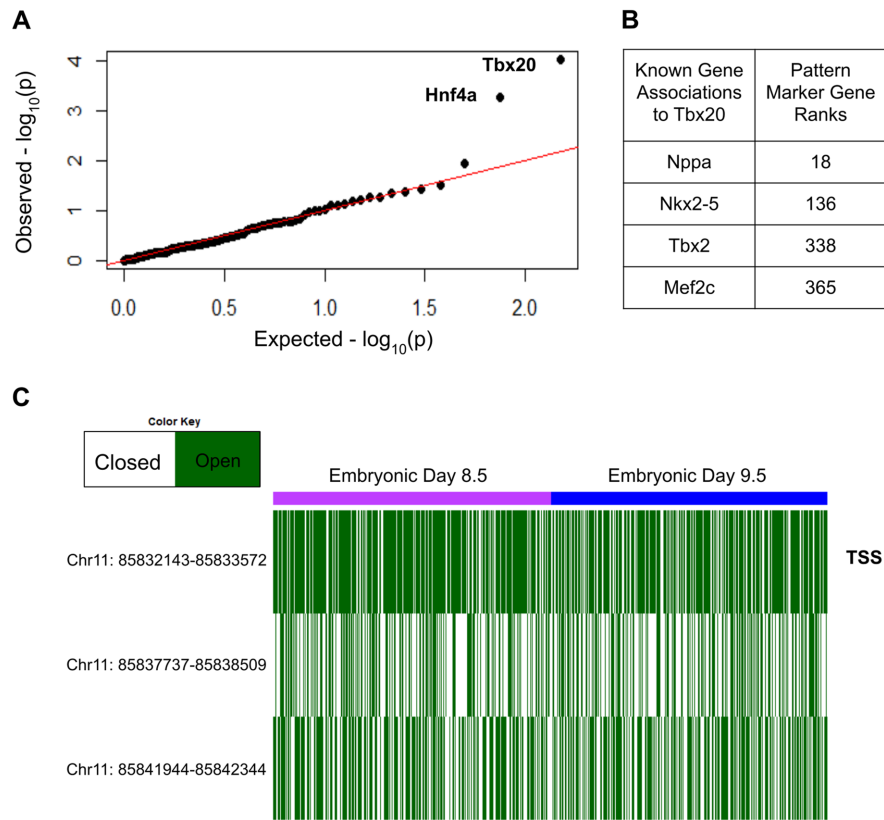 A
Observed - log10(p)
4
3
2
1
0
Tbx20
Hnf4a
0.0 0.5 1.0 1.5 2.0
Expected - log10(p)
B
Known Gene
Associations
to Tbx20
Pattern
Marker Gene
Ranks
Nppa 18
Nkx2-5 136
Tbx2 338
Mef2c 365
C
Color Key
Closed Open
Embryonic Day 8.5 Embryonic Day 9.5
Chr11: 85832143-85833572 TSS
Chr11: 85837737-85838509
Chr11: 85841944-85842344